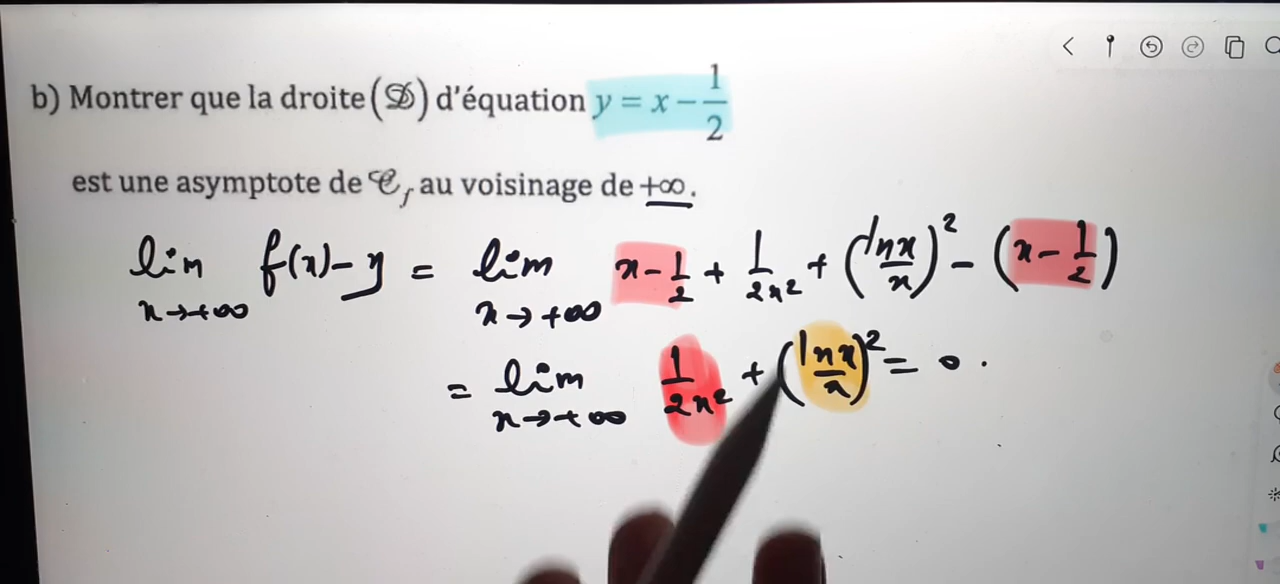 b) Montrer que la droite (𝒟) d'équation y = x − 1/2
est une asymptote de 𝒞f au voisinage de +∞.
lim x→+∞ f(x) − y = lim x→+∞ x − 1/2 + 1/2x² + (ln x/x)² − (x − 1/2)
= lim x→+∞ 1/2x² + (ln x/x)² = 0.